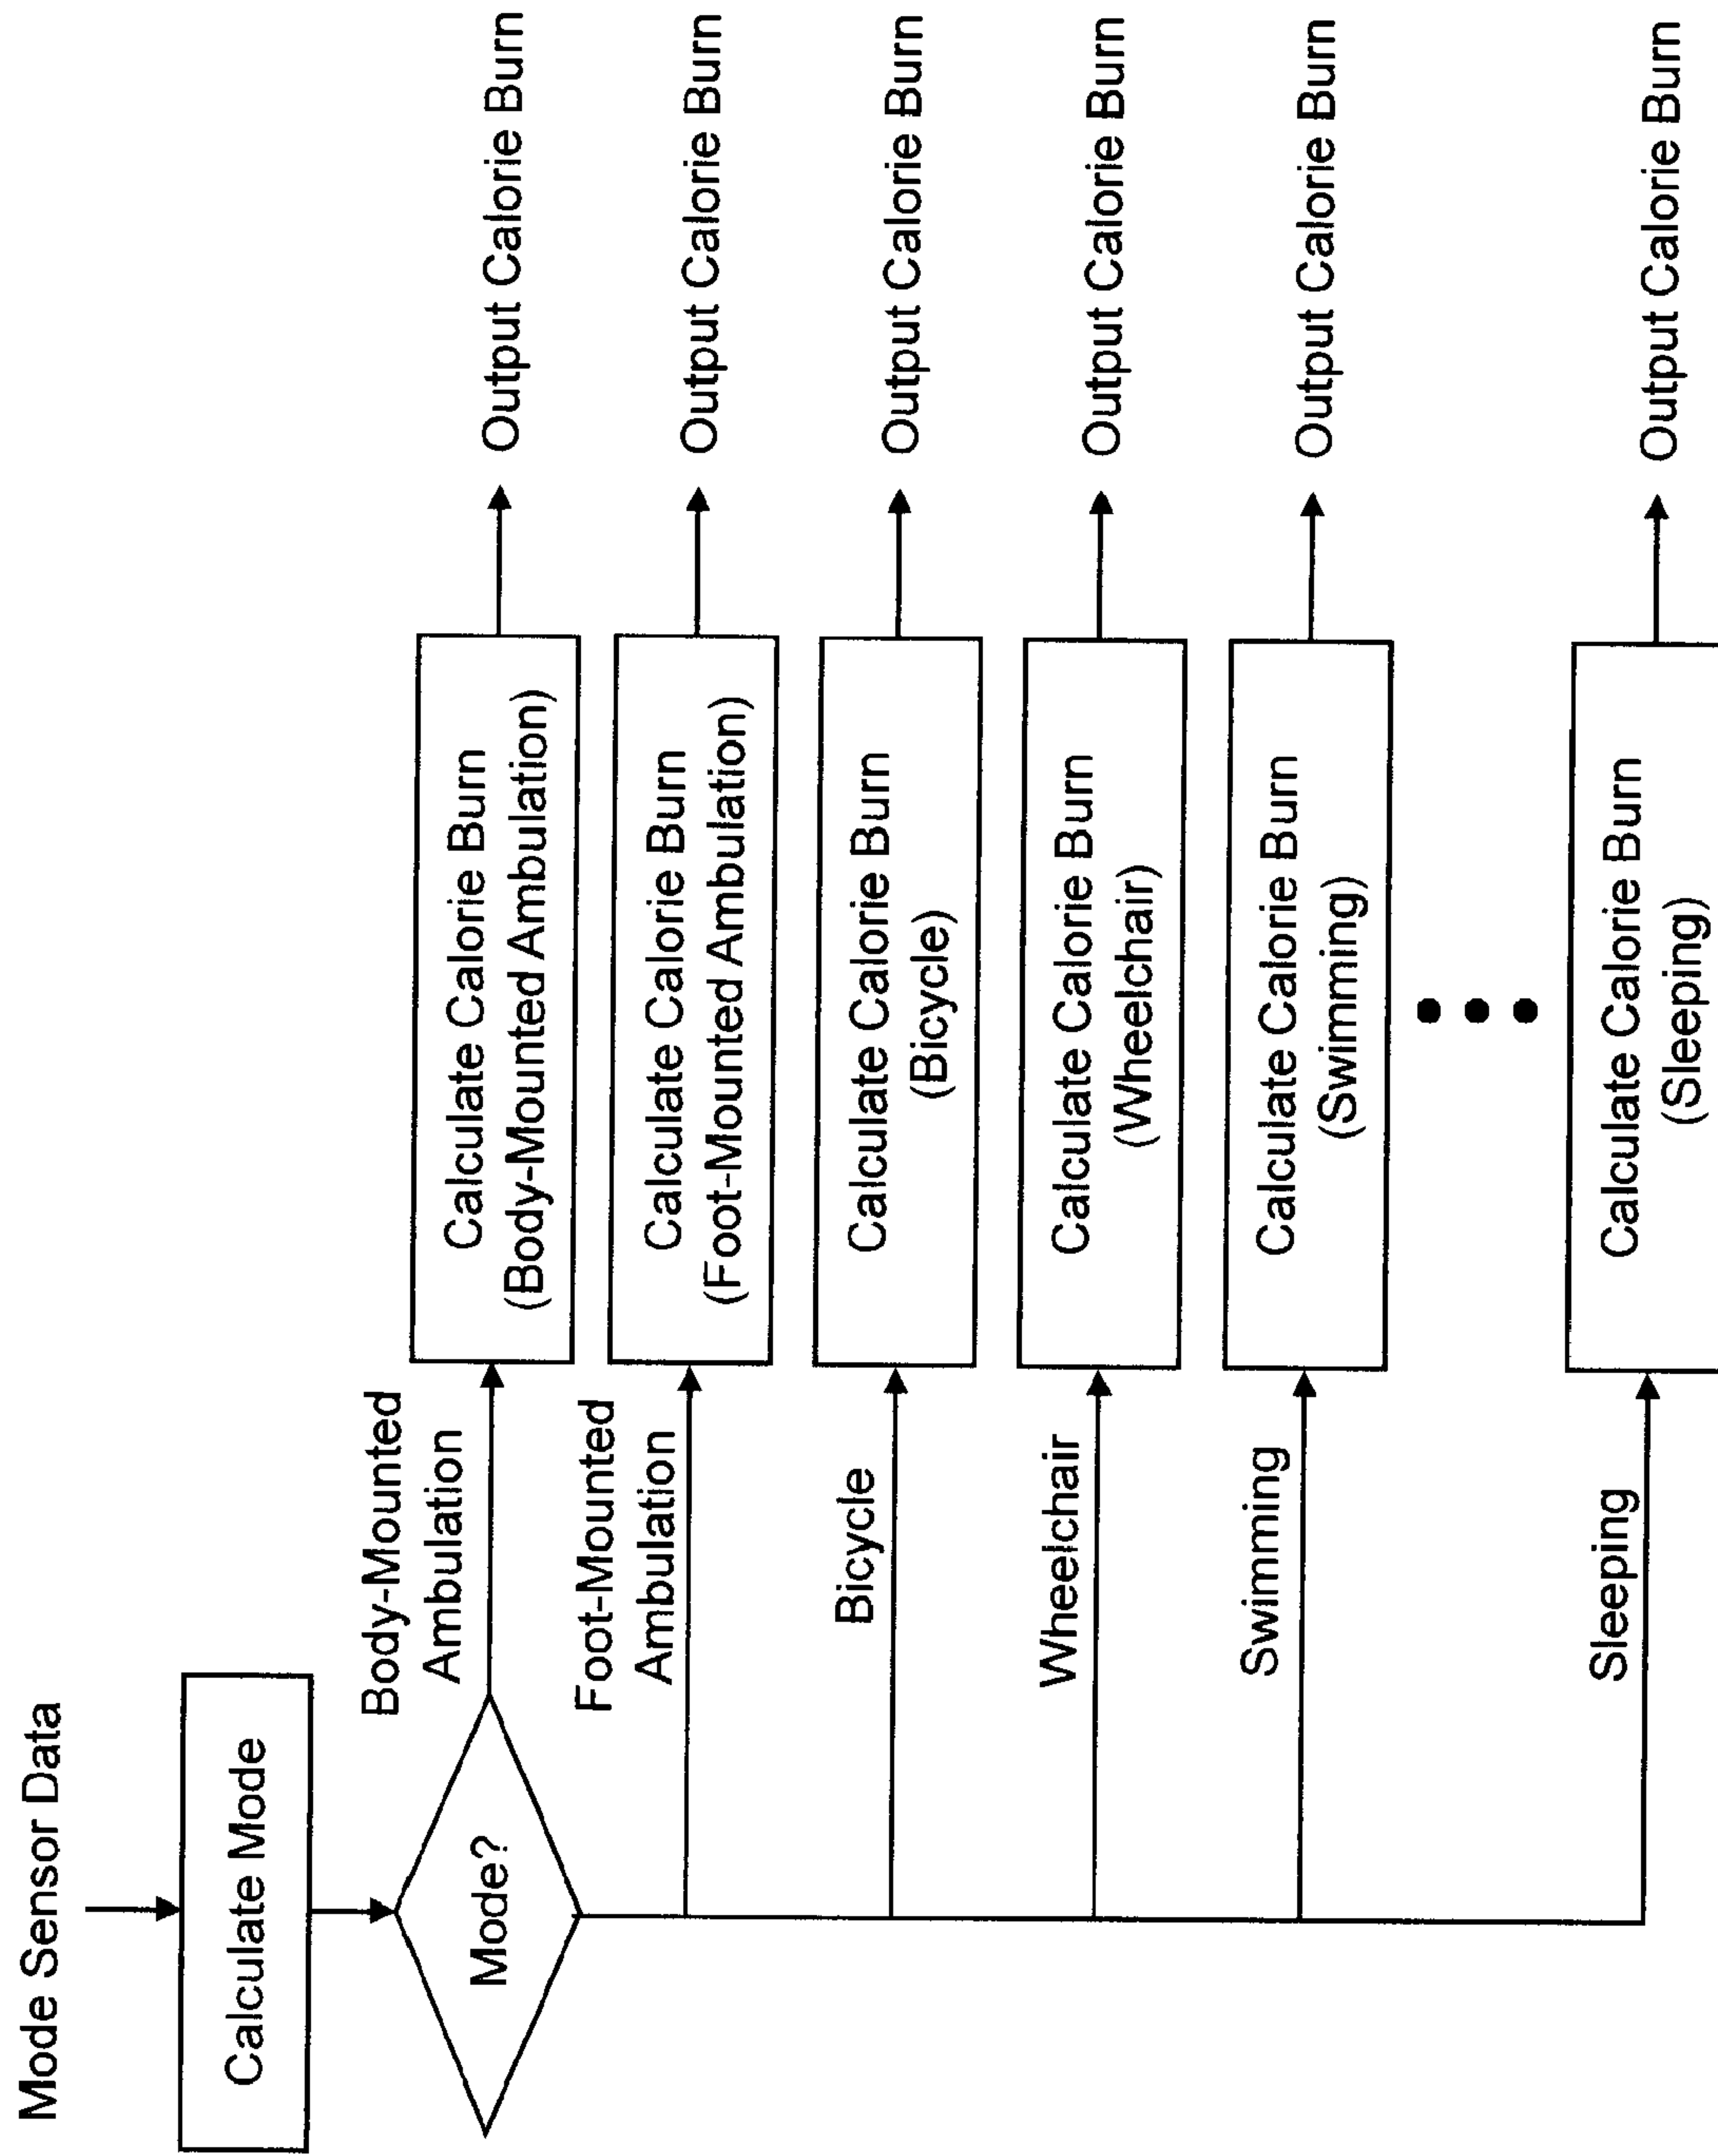 Mode Sensor Data
Calculate Mode
Mode?
Body-Mounted
Ambulation
Calculate Calorie Burn
(Body-Mounted Ambulation)
Output Calorie Burn
Foot-Mounted
Ambulation
Calculate Calorie Burn
(Foot-Mounted Ambulation)
Output Calorie Burn
Bicycle
Calculate Calorie Burn
(Bicycle)
Output Calorie Burn
Wheelchair
Calculate Calorie Burn
(Wheelchair)
Output Calorie Burn
Swimming
Calculate Calorie Burn
(Swimming)
Output Calorie Burn
Sleeping
Calculate Calorie Burn
(Sleeping)
Output Calorie Burn